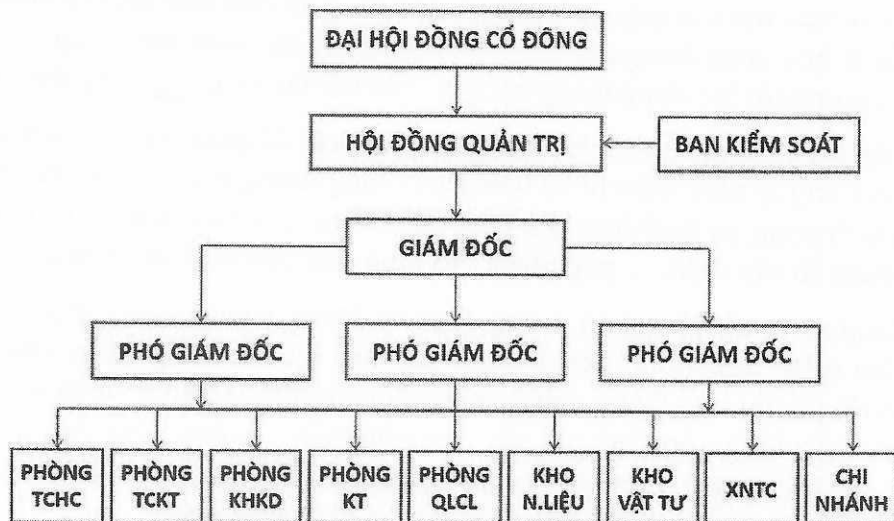 ĐẠI HỘI ĐỒNG CỔ ĐÔNG
HỘI ĐỒNG QUẢN TRỊ
BAN KIỂM SOÁT
GIÁM ĐỐC
PHÓ GIÁM ĐỐC
PHÓ GIÁM ĐỐC
PHÓ GIÁM ĐỐC
PHÒNG
TCHC
PHÒNG
TCKT
PHÒNG
KHKD
PHÒNG
KT
PHÒNG
QLCL
KHO
N.LIỆU
KHO
VẬT TƯ
XNTC
CHI
NHÁNH